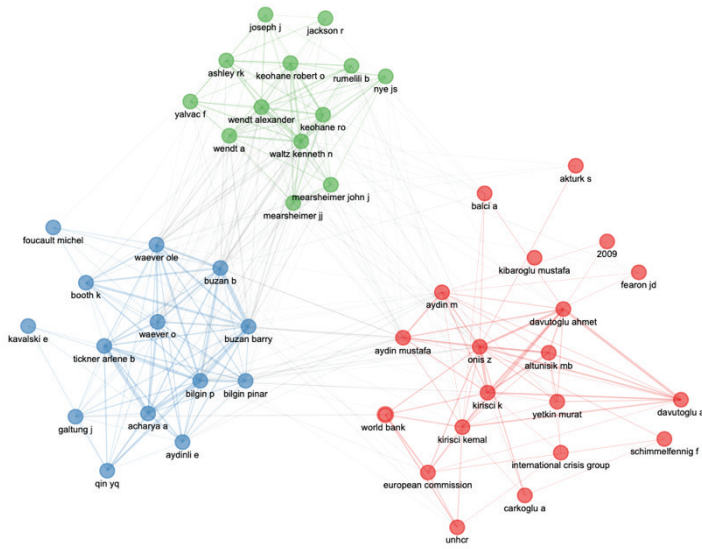 joseph j
jackson r
ashley rk
keohane robert o
rumelili b
nye js
yalvac f
wendt alexander
keohane ro
wendt a
waltz kenneth n
mearsheimer john j
mearsheimer jj
akturk s
balci a
foucault michel
waever ole
buzan b
2009
kibaroglu mustafa
fearon jd
booth k
aydin m
davutoglu ahmet
kavalski e
waever o
buzan barry
aydin mustafa
onis z
altunisik mb
tickner arlene b
bilgin p
bilgin pinar
kirisci k
yetkin murat
davutoglu a
galtung j
acharya a
world bank
kirisci kemal
schimmelfennig f
aydinli e
international crisis group
qin yq
european commission
carkoglu a
unhcr